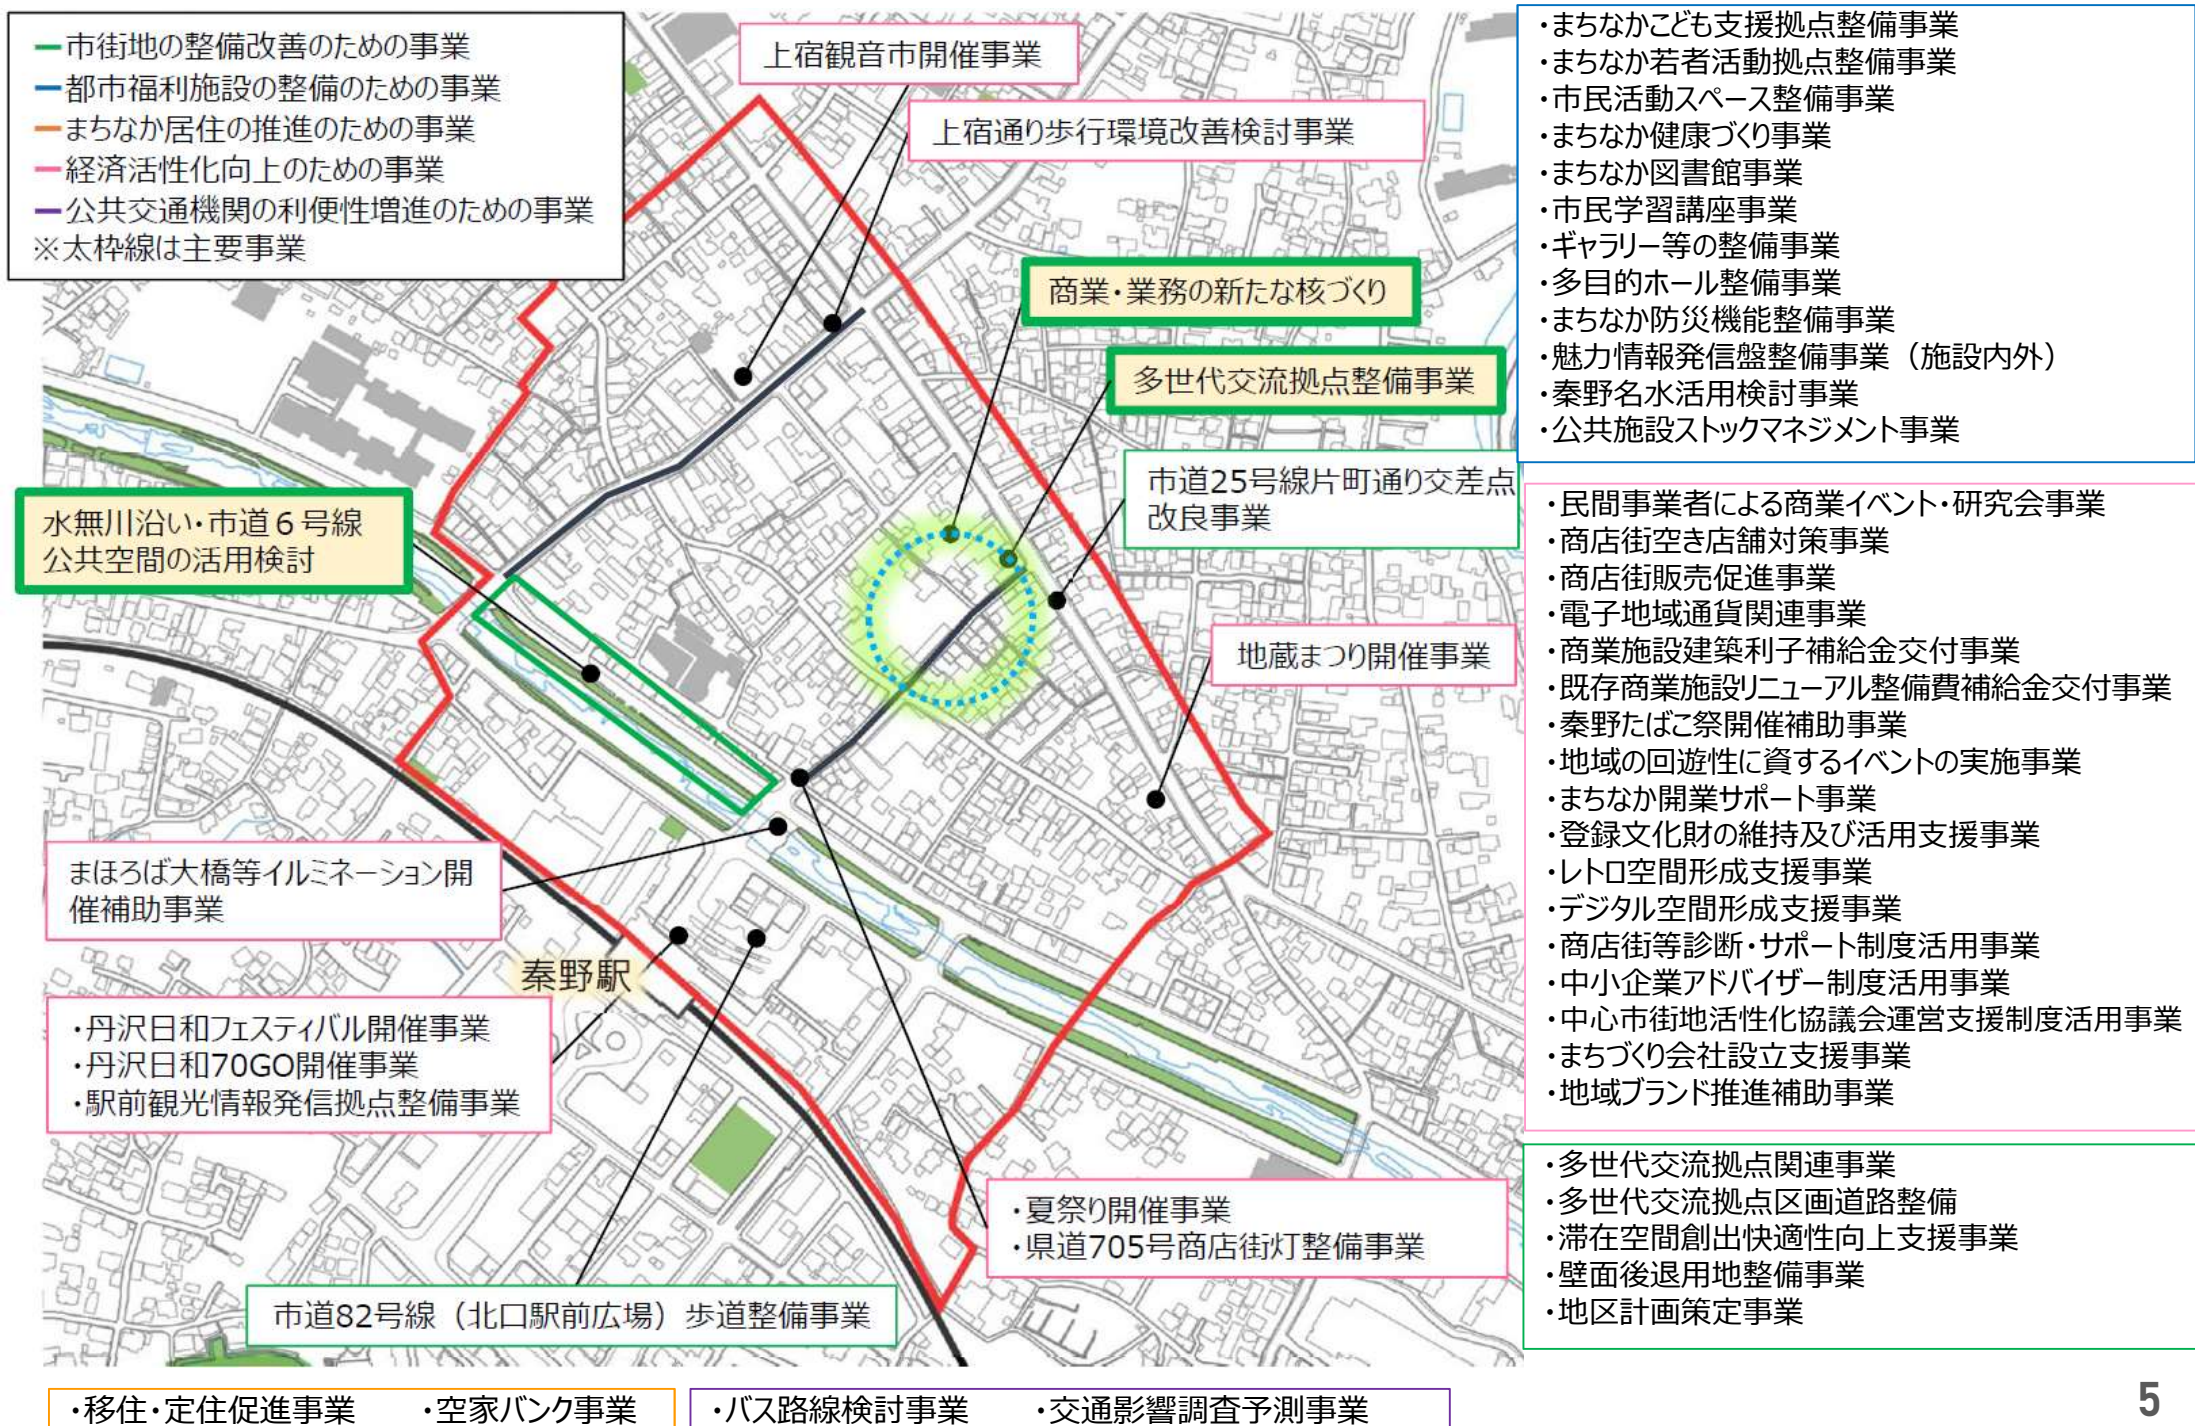 市街地の整備改善のための事業
都市福利施設の整備のための事業
まちなか居住の推進のための事業
経済活性化向上のための事業
公共交通機関の利便性増進のための事業
※太枠線は主要事業
上宿観音市開催事業
上宿通り歩行環境改善検討事業
商業・業務の新たな核づくり
多世代交流拠点整備事業
市道25号線片町通り交差点
改良事業
水無川沿い・市道６号線
公共空間の活用検討
地蔵まつり開催事業
まほろば大橋等イルミネーション開
催補助事業
秦野駅
・丹沢日和フェスティバル開催事業
・丹沢日和70GO開催事業
・駅前観光情報発信拠点整備事業
・夏祭り開催事業
・県道705号商店街灯整備事業
市道82号線（北口駅前広場）歩道整備事業
・まちなかこども支援拠点整備事業
・まちなか若者活動拠点整備事業
・市民活動スペース整備事業
・まちなか健康づくり事業
・まちなか図書館事業
・市民学習講座事業
・ギャラリー等の整備事業
・多目的ホール整備事業
・まちなか防災機能整備事業
・魅力情報発信盤整備事業（施設内外）
・秦野名水活用検討事業
・公共施設ストックマネジメント事業
・民間事業者による商業イベント・研究会事業
・商店街空き店舗対策事業
・商店街販売促進事業
・電子地域通貨関連事業
・商業施設建築利子補給金交付事業
・既存商業施設リニューアル整備費補給金交付事業
・秦野たばこ祭開催補助事業
・地域の回遊性に資するイベントの実施事業
・まちなか開業サポート事業
・登録文化財の維持及び活用支援事業
・レトロ空間形成支援事業
・デジタル空間形成支援事業
・商店街等診断・サポート制度活用事業
・中小企業アドバイザー制度活用事業
・中心市街地活性化協議会運営支援制度活用事業
・まちづくり会社設立支援事業
・地域ブランド推進補助事業
・多世代交流拠点関連事業
・多世代交流拠点区画道路整備
・滞在空間創出快適性向上支援事業
・壁面後退用地整備事業
・地区計画策定事業
・移住・定住促進事業　・空家バンク事業
・バス路線検討事業　・交通影響調査予測事業
5